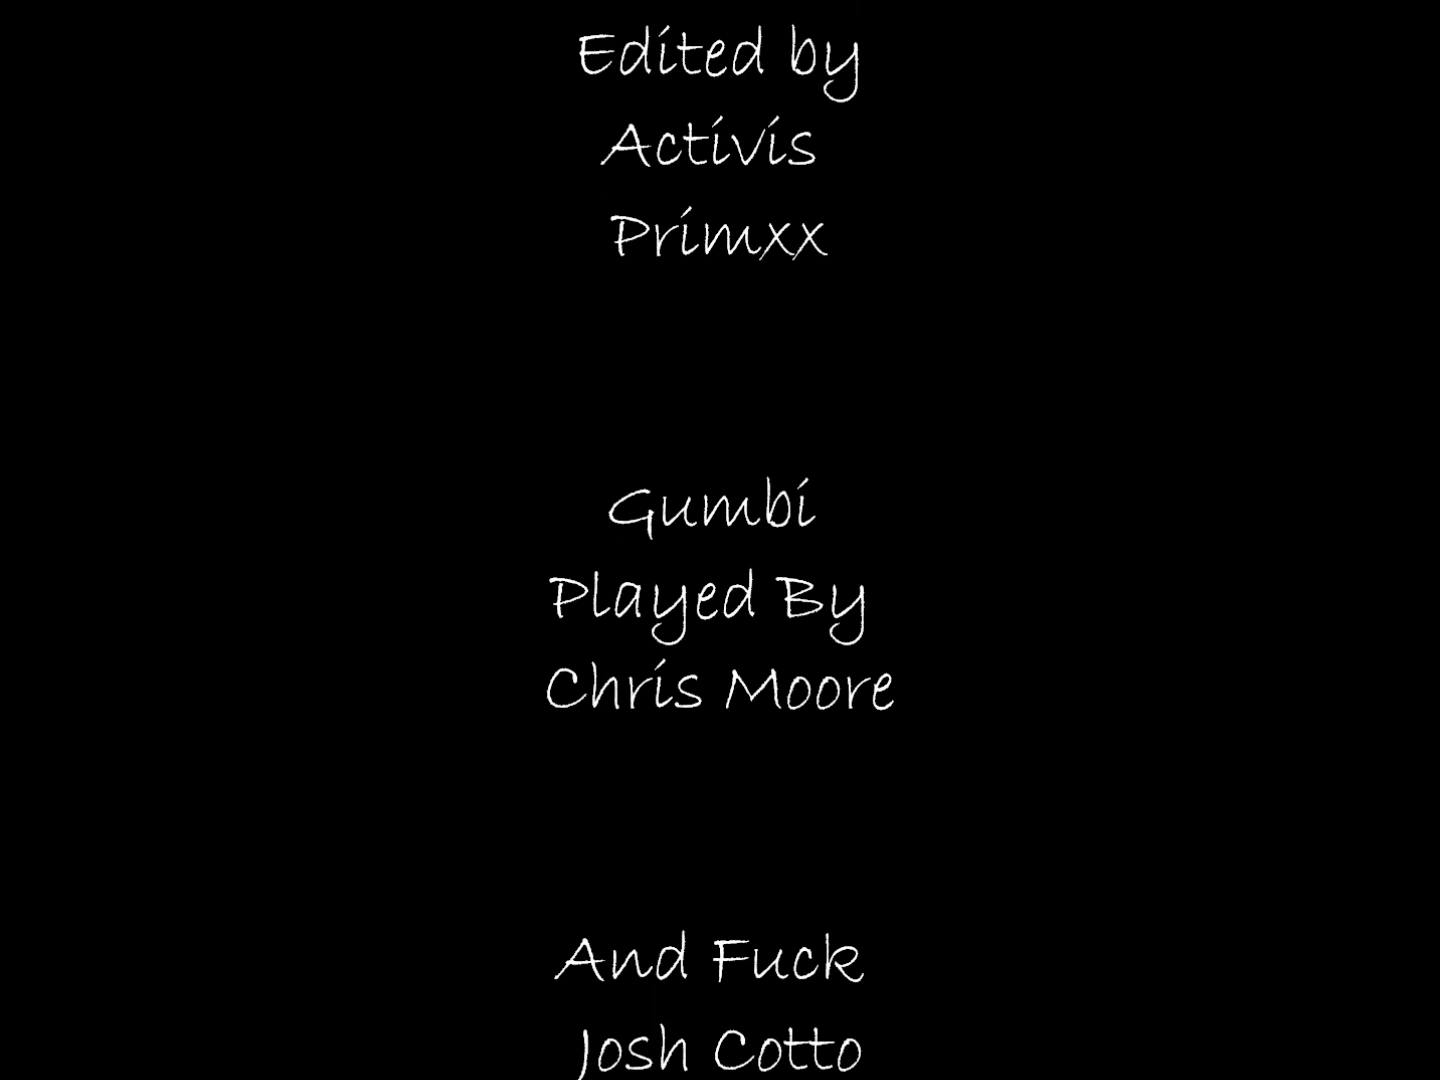 Edited by
Activis
Primxx
Gumbi
Played By
Chris Moore
And Fuck
Josh Cotto